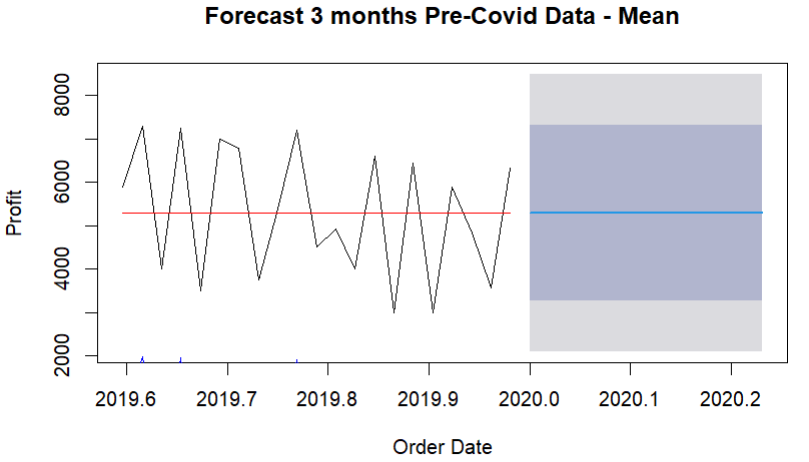 Forecast 3 months Pre-Covid Data - Mean
Profit
8000
6000
4000
2000
2019.6 2019.7 2019.8 2019.9 2020.0 2020.1 2020.2
Order Date